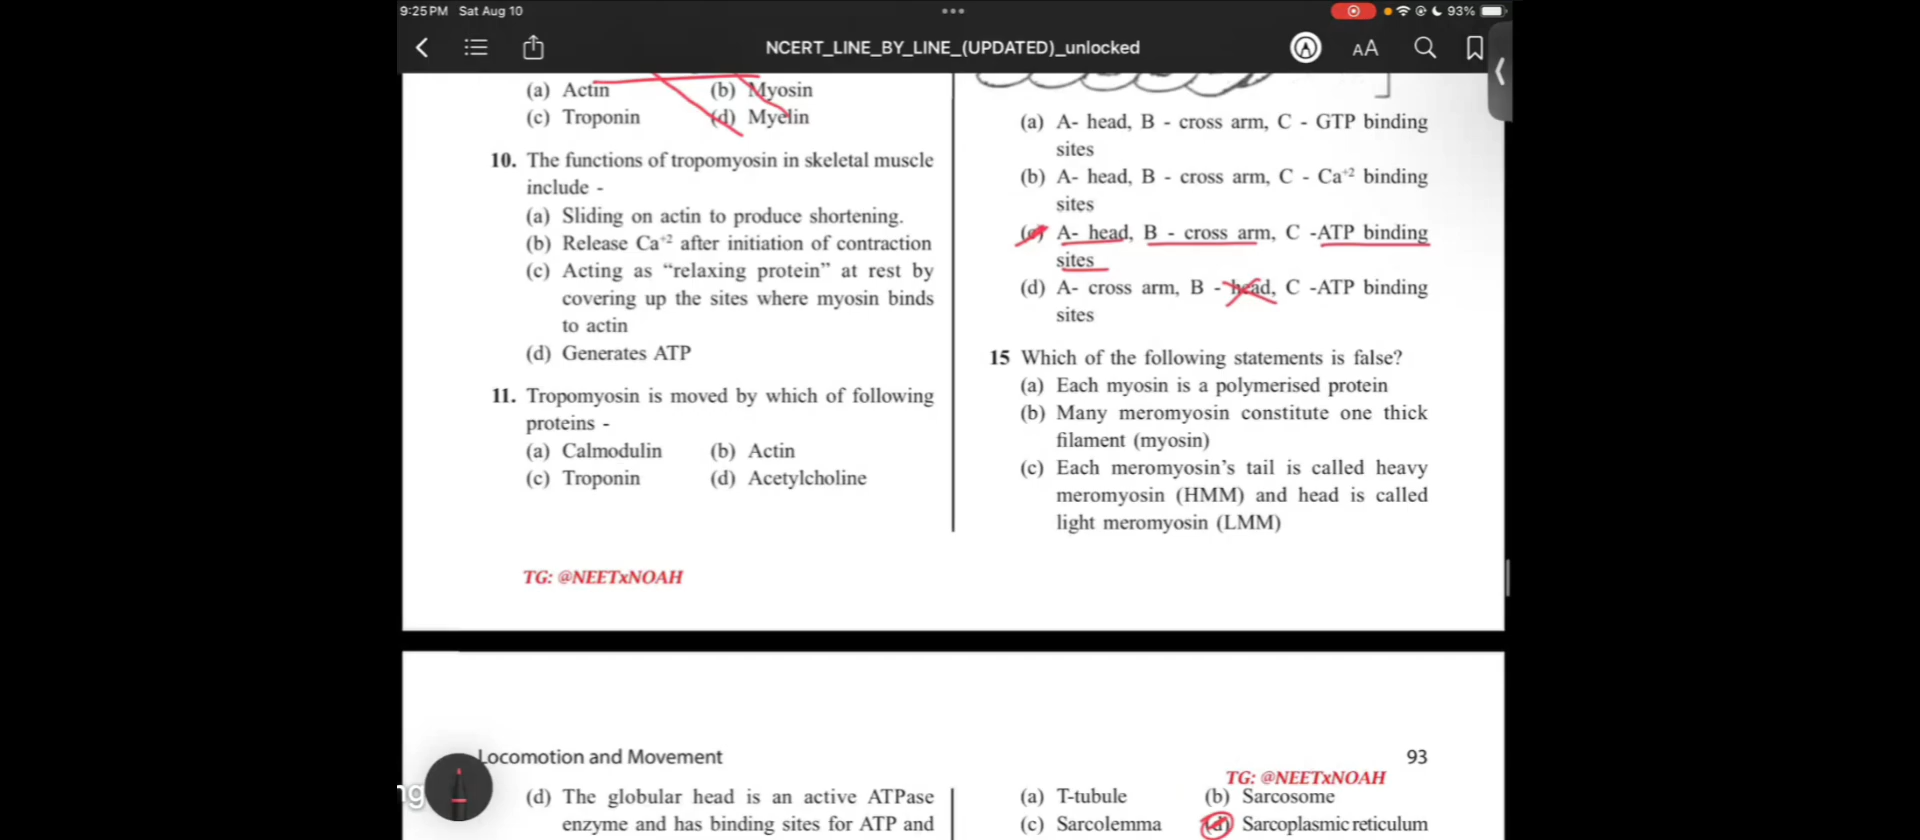 9:25 PM Sat Aug 10
93%
NCERT_LINE_BY_LINE_(UPDATED)_unlocked
AA
(a) Actin (b) Myosin
(c) Troponin (d) Myelin
10. The functions of tropomyosin in skeletal muscle
include -
(a) Sliding on actin to produce shortening.
(b) Release Ca+2 after initiation of contraction
(c) Acting as “relaxing protein” at rest by
covering up the sites where myosin binds
to actin
(d) Generates ATP
11. Tropomyosin is moved by which of following
proteins -
(a) Calmodulin (b) Actin
(c) Troponin (d) Acetylcholine
TG: @NEETxNOAH
(a) A- head, B - cross arm, C - GTP binding
sites
(b) A- head, B - cross arm, C - Ca+2 binding
sites
(c) A- head, B - cross arm, C -ATP binding
sites
(d) A- cross arm, B - head, C -ATP binding
sites
15 Which of the following statements is false?
(a) Each myosin is a polymerised protein
(b) Many meromyosin constitute one thick
filament (myosin)
(c) Each meromyosin’s tail is called heavy
meromyosin (HMM) and head is called
light meromyosin (LMM)
Locomotion and Movement 93
TG: @NEETxNOAH
(d) The globular head is an active ATPase
enzyme and has binding sites for ATP and
(a) T-tubule (b) Sarcosome
(c) Sarcolemma (d) Sarcoplasmic reticulum